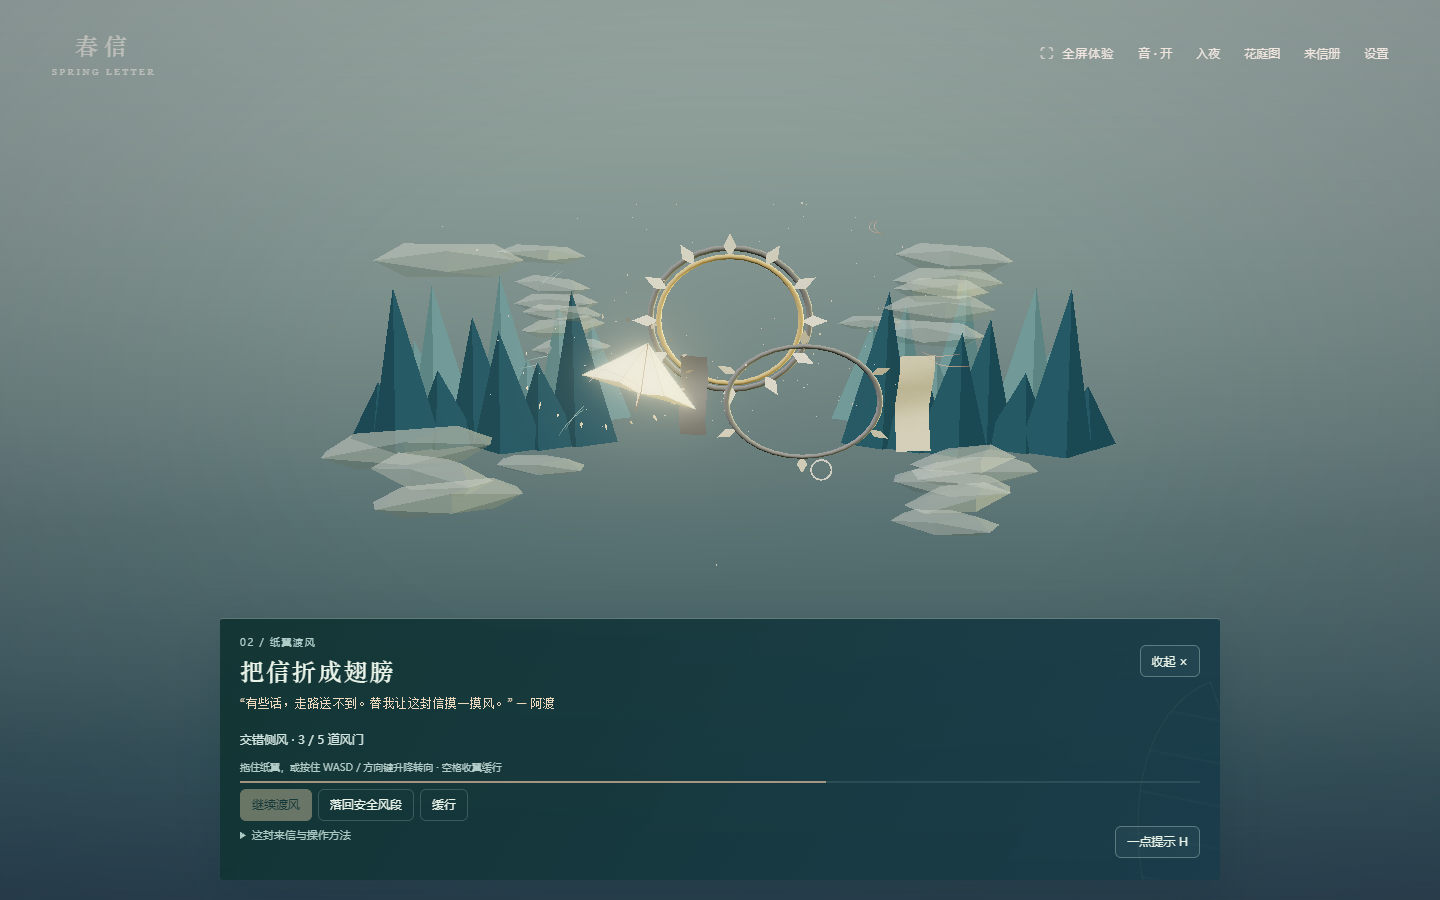 春信
SPRING LETTER
全屏体验 音·开 入夜 花庭图 来信册 设置
02 / 纸翼渡风
把信折成翅膀
收起 ×
“有些话，走路送不到。替我让这封信摸一摸风。” — 阿渡
交错侧风 · 3 / 5 道风门
拖住纸翼，或按住 WASD / 方向键升降转向 · 空格收翼缓行
继续渡风 落回安全风段 缓行
▶ 这封来信与操作方法
一点提示 H